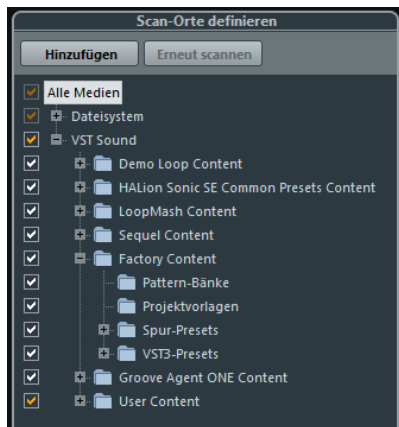 Scan-Orte definieren
Hinzufügen Erneut scannen
Alle Medien
Dateisystem
VST Sound
Demo Loop Content
HALion Sonic SE Common Presets Content
LoopMash Content
Sequel Content
Factory Content
Pattern-Bänke
Projektvorlagen
Spur-Presets
VST3-Presets
Groove Agent ONE Content
User Content